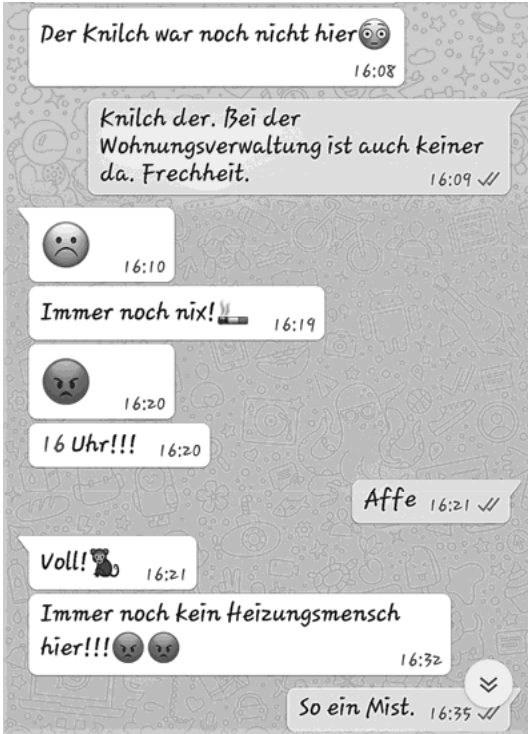 Der Knilch war noch nicht hier😳
16:08
Knilch der. Bei der
Wohnungsverwaltung ist auch keiner
da. Frechheit.
16:09
☹️
16:10
Immer noch nix!🚬 16:19
😡
16:20
16 Uhr!!! 16:20
Affe 16:21
Voll!🐒 16:21
Immer noch kein Heizungsmensch
hier!!!😡😡
16:32
So ein Mist. 16:35